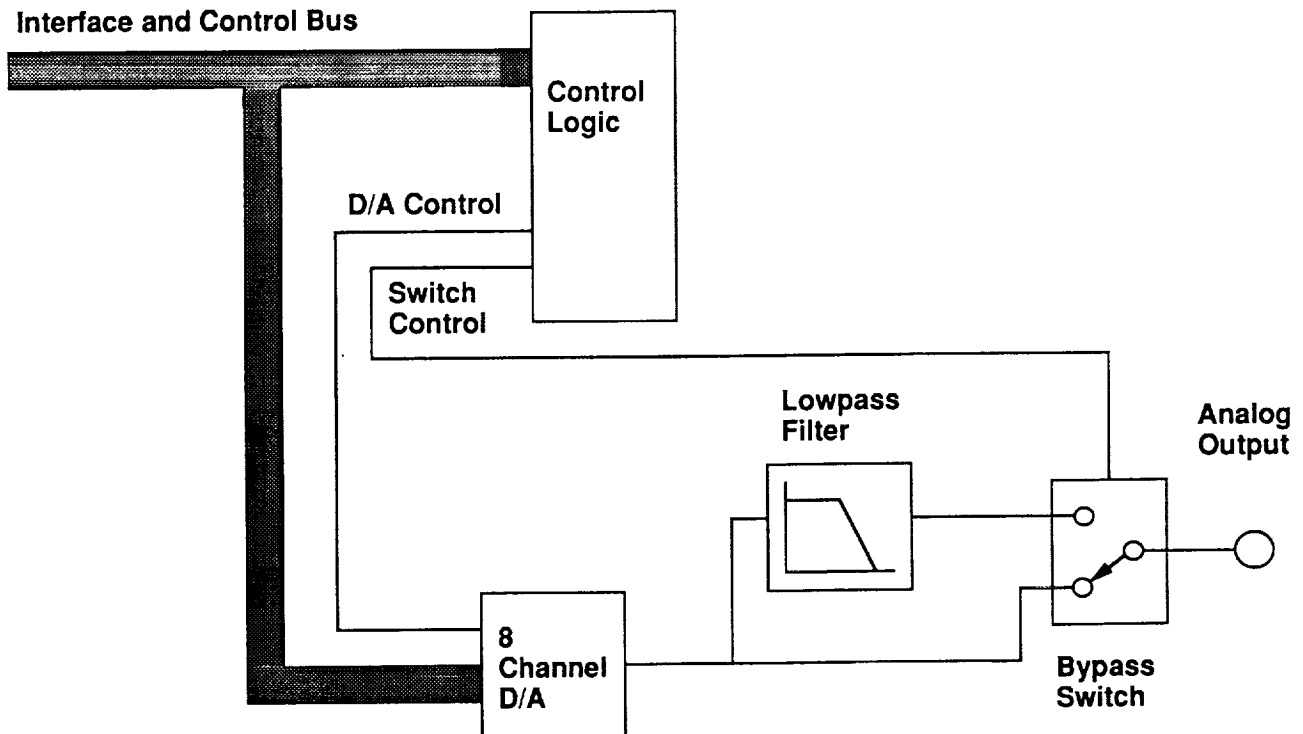 Interface and Control Bus
Control
Logic
D/A Control
Switch
Control
Lowpass
Filter
Analog
Output
8
Channel
D/A
Bypass
Switch